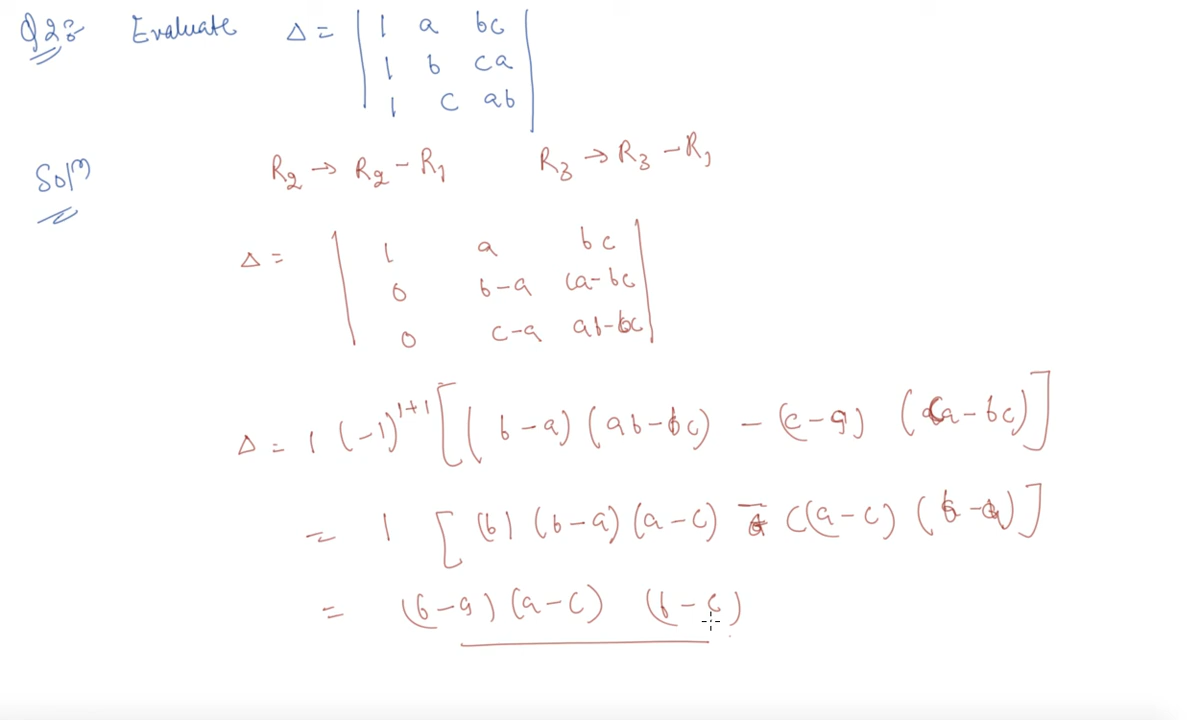 Q28:- Evaluate Δ = | 1 a bc |
| 1 b ca |
| 1 c ab |
Solⁿ
R₂ → R₂ - R₁ R₃ → R₃ - R₁
Δ = | 1 a bc |
| 0 b-a ca-bc |
| 0 c-a ab-bc |
Δ = 1 (-1)¹⁺¹ [ (b-a) (ab-bc) - (c-a) (ca-bc) ]
= 1 [ (b) (b-a) (a-c) - c(a-c) (b-a) ]
= (b-a) (a-c) (b-c)